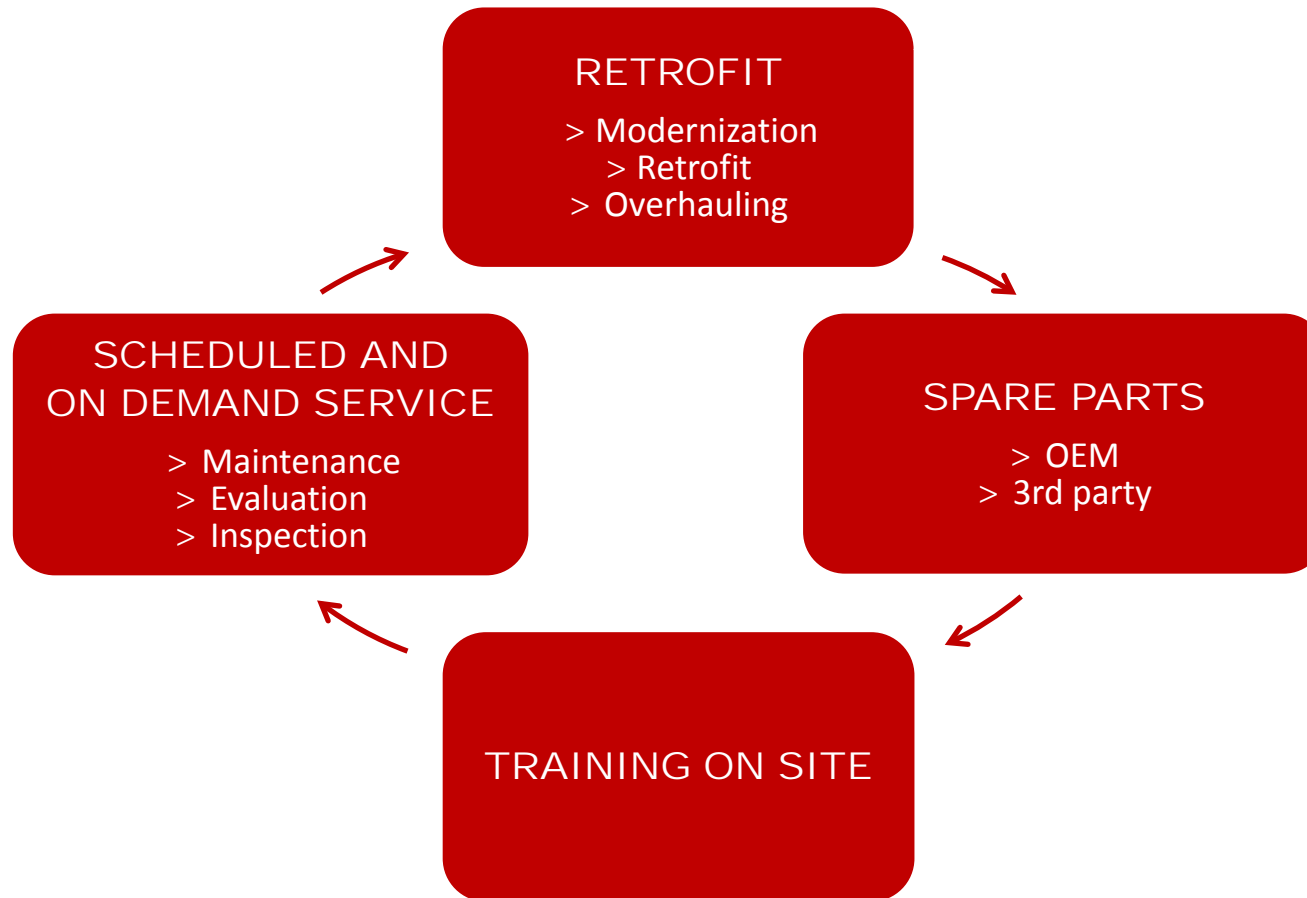 RETROFIT
> Modernization
> Retrofit
> Overhauling
SCHEDULED AND
ON DEMAND SERVICE
> Maintenance
> Evaluation
> Inspection
SPARE PARTS
> OEM
> 3rd party
TRAINING ON SITE